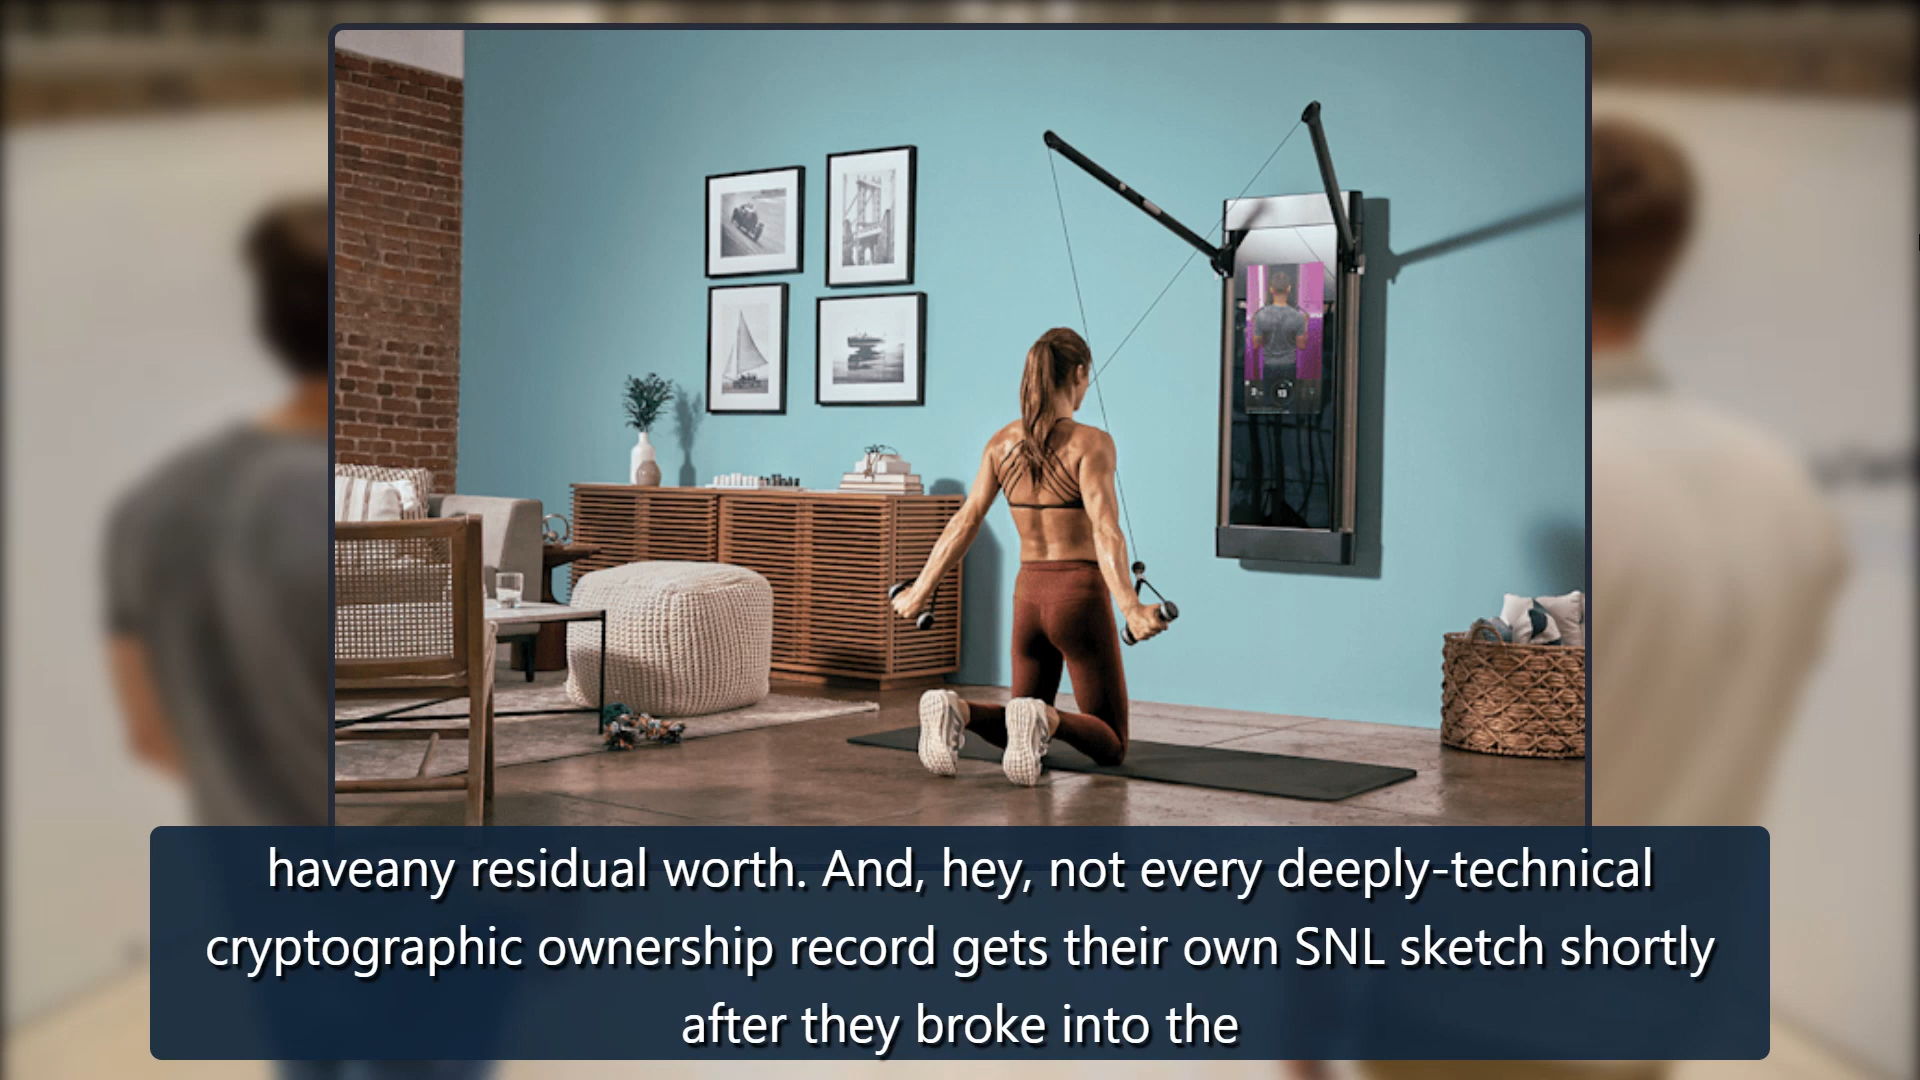 haveany residual worth. And, hey, not every deeply-technical
cryptographic ownership record gets their own SNL sketch shortly
after they broke into the